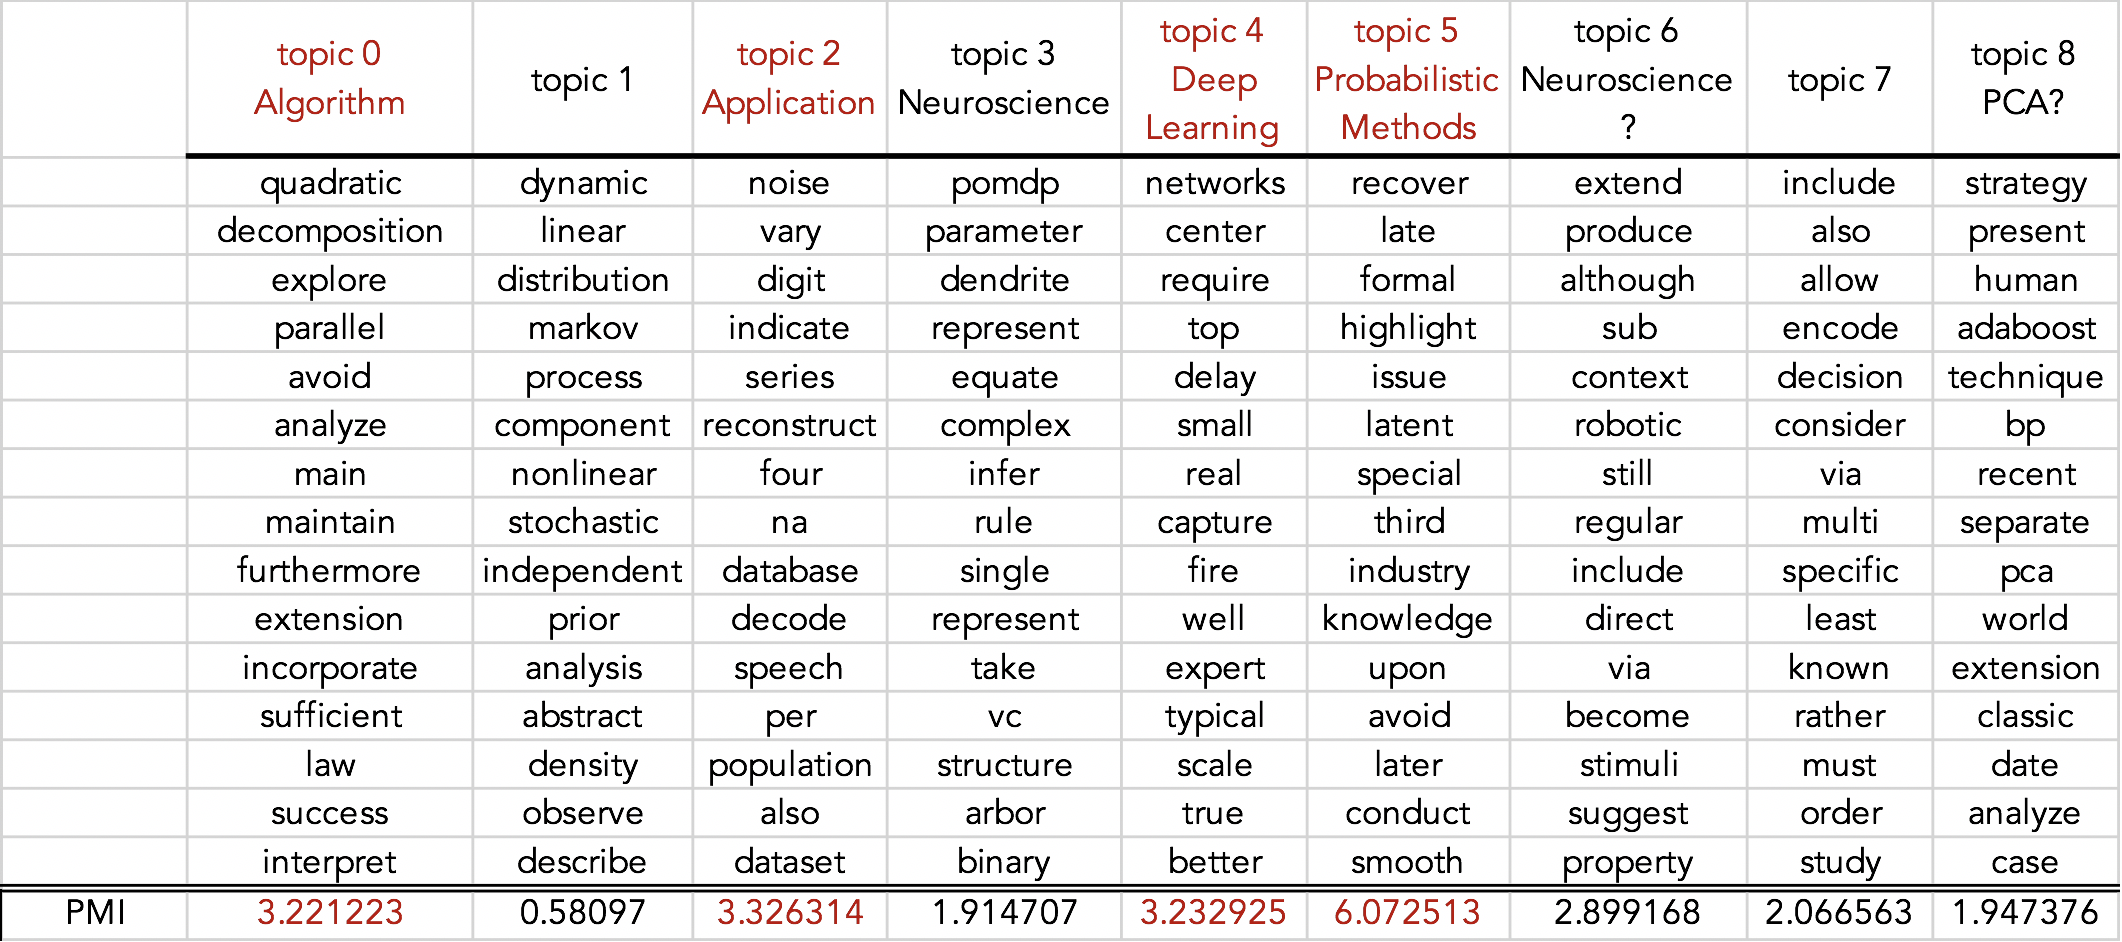 topic 0 Algorithm topic 1 topic 2 Application topic 3 Neuroscience topic 4 Deep Learning topic 5 Probabilistic Methods topic 6 Neuroscience ? topic 7 topic 8 PCA?
quadratic dynamic noise pomdp networks recover extend include strategy
decomposition linear vary parameter center late produce also present
explore distribution digit dendrite require formal although allow human
parallel markov indicate represent top highlight sub encode adaboost
avoid process series equate delay issue context decision technique
analyze component reconstruct complex small latent robotic consider bp
main nonlinear four infer real special still via recent
maintain stochastic na rule capture third regular multi separate
furthermore independent database single fire industry include specific pca
extension prior decode represent well knowledge direct least world
incorporate analysis speech take expert upon via known extension
sufficient abstract per vc typical avoid become rather classic
law density population structure scale later stimuli must date
success observe also arbor true conduct suggest order analyze
interpret describe dataset binary better smooth property study case
PMI 3.221223 0.58097 3.326314 1.914707 3.232925 6.072513 2.899168 2.066563 1.947376